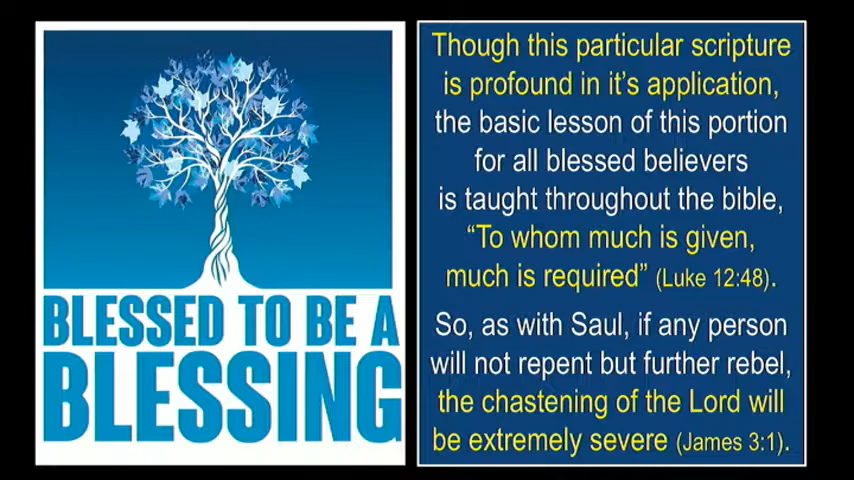 BLESSED TO BE A
BLESSING
Though this particular scripture
is profound in it's application,
the basic lesson of this portion
for all blessed believers
is taught throughout the bible,
“To whom much is given,
much is required” (Luke 12:48).
So, as with Saul, if any person
will not repent but further rebel,
the chastening of the Lord will
be extremely severe (James 3:1).